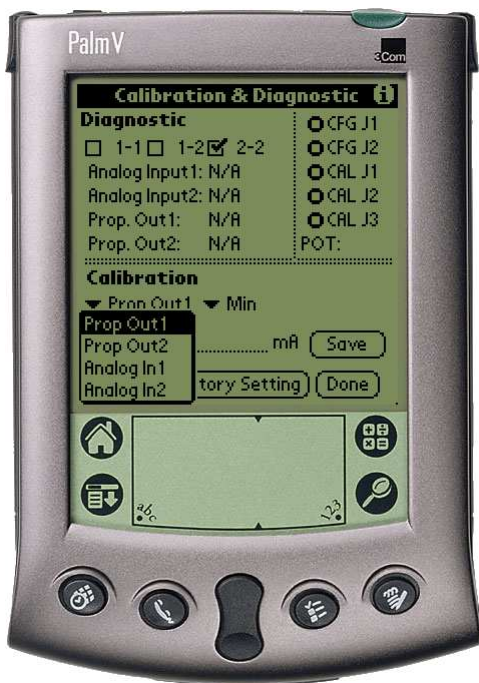 Palm V
3Com
Calibration & Diagnostic i
Diagnostic
1-1 1-2 2-2
Analog Input1: N/A
Analog Input2: N/A
Prop. Out1: N/A
Prop. Out2: N/A
CFG J1
CFG J2
CAL J1
CAL J2
CAL J3
POT:
Calibration
Prop Out1 Min
Prop Out1
Prop Out2
Analog In1
Analog In2
mA Save
tory Setting Done
abc
123